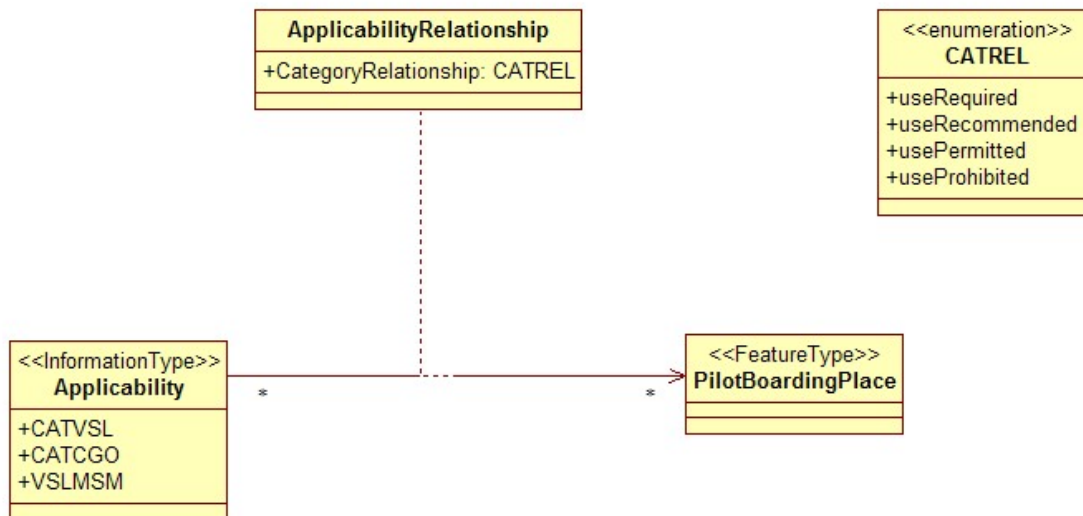 ApplicabilityRelationship
+CategoryRelationship: CATREL
<<enumeration>>
CATREL
+useRequired
+useRecommended
+usePermitted
+useProhibited
<<InformationType>>
Applicability
+CATVSL
+CATCGO
+VSLMSM
*
*
<<FeatureType>>
PilotBoardingPlace